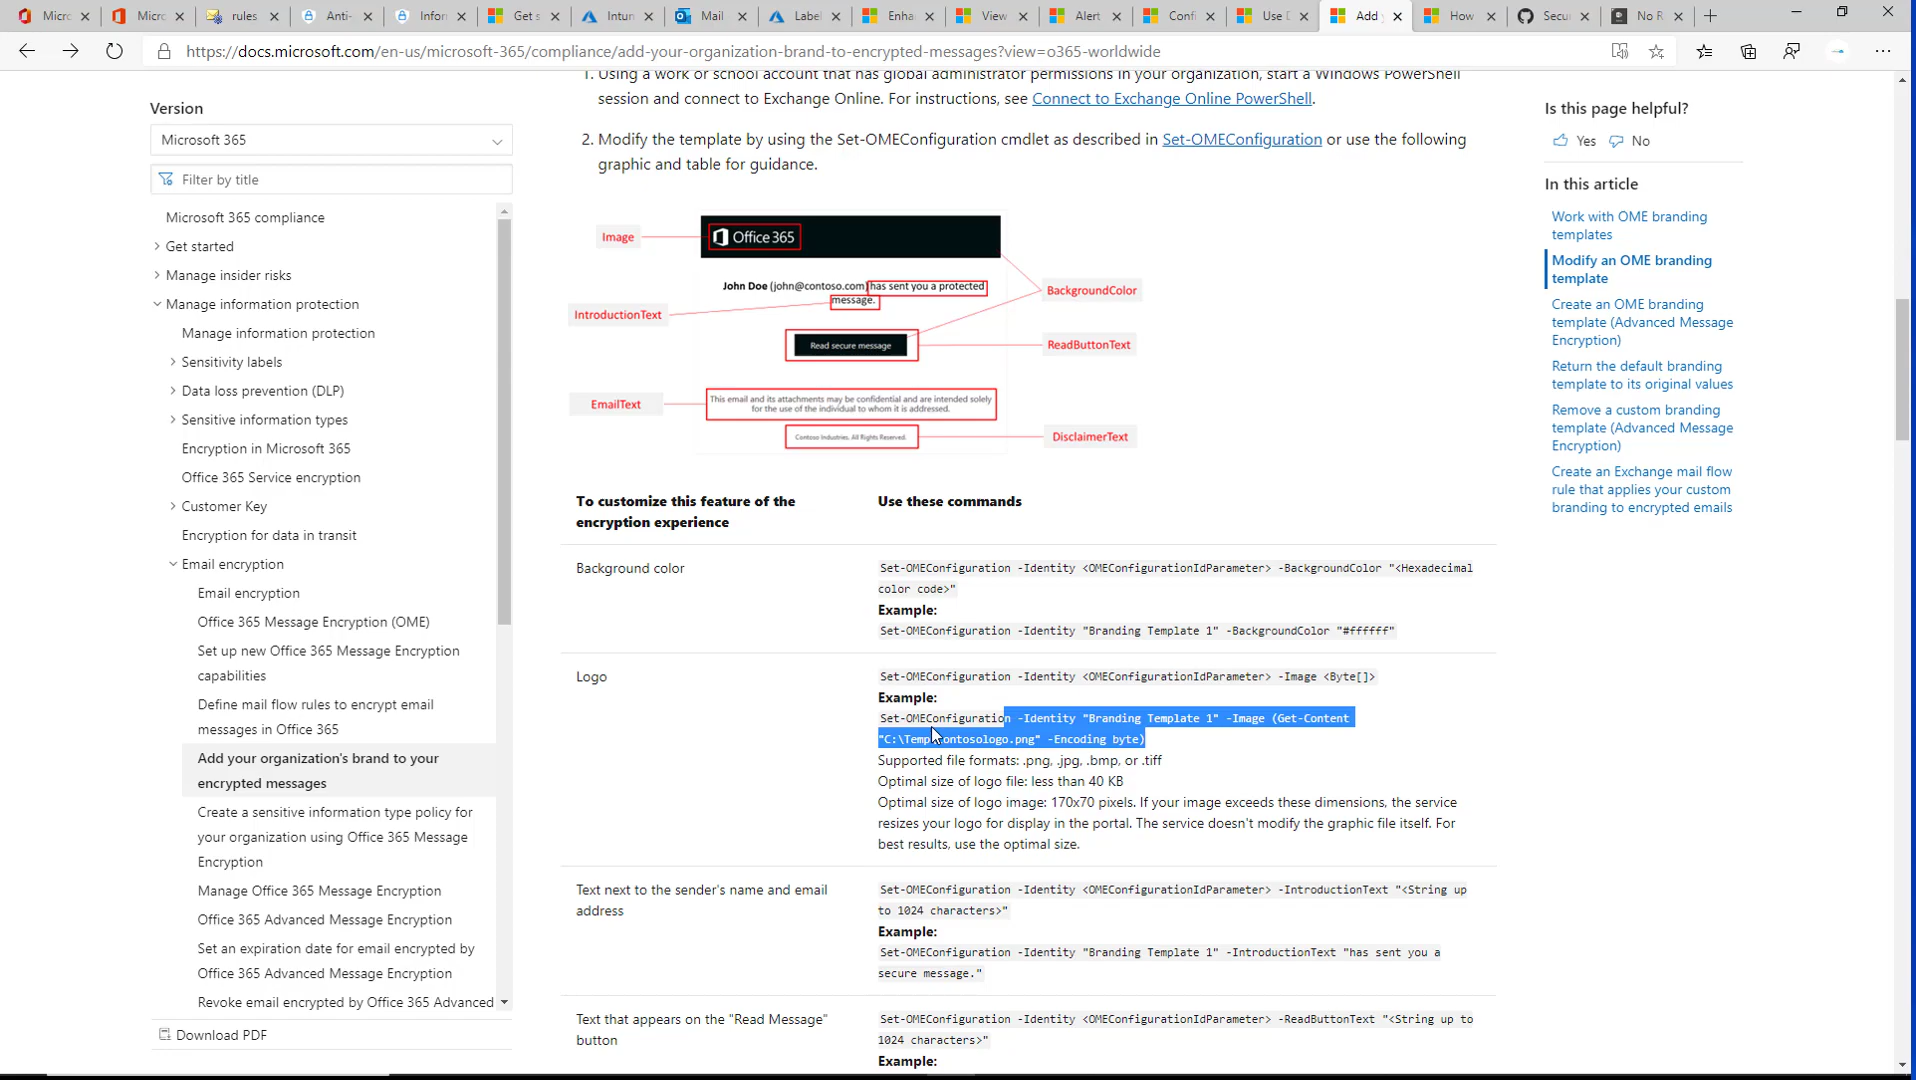 Micr
Micr
rules
Anti-
Infor
Get s
Intun
Mail
Label
Enha
View
Alert
Confi
Use D
Add y
How
Secur
No R
https://docs.microsoft.com/en-us/microsoft-365/compliance/add-your-organization-brand-to-encrypted-messages?view=o365-worldwide
Version
Microsoft 365
Filter by title
Microsoft 365 compliance
Get started
Manage insider risks
Manage information protection
Manage information protection
Sensitivity labels
Data loss prevention (DLP)
Sensitive information types
Encryption in Microsoft 365
Office 365 Service encryption
Customer Key
Encryption for data in transit
Email encryption
Email encryption
Office 365 Message Encryption (OME)
Set up new Office 365 Message Encryption
capabilities
Define mail flow rules to encrypt email
messages in Office 365
Add your organization's brand to your
encrypted messages
Create a sensitive information type policy for
your organization using Office 365 Message
Encryption
Manage Office 365 Message Encryption
Office 365 Advanced Message Encryption
Set an expiration date for email encrypted by
Office 365 Advanced Message Encryption
Revoke email encrypted by Office 365 Advanced
Download PDF
1. Using a work or school account that has global administrator permissions in your organization, start a Windows PowerShell
session and connect to Exchange Online. For instructions, see Connect to Exchange Online PowerShell.
2. Modify the template by using the Set-OMEConfiguration cmdlet as described in Set-OMEConfiguration or use the following
graphic and table for guidance.
Image
Office 365
John Doe (john@contoso.com) has sent you a protected
message.
BackgroundColor
IntroductionText
Read secure message
ReadButtonText
EmailText
This email and its attachments may be confidential and are intended solely
for the use of the individual to whom it is addressed.
Contoso Industries. All Rights Reserved.
DisclaimerText
To customize this feature of the
encryption experience
Use these commands
Background color
Set-OMEConfiguration -Identity <OMEConfigurationIdParameter> -BackgroundColor "<Hexadecimal
color code>"
Example:
Set-OMEConfiguration -Identity "Branding Template 1" -BackgroundColor "#ffffff"
Logo
Set-OMEConfiguration -Identity <OMEConfigurationIdParameter> -Image <Byte[]>
Example:
Set-OMEConfiguration -Identity "Branding Template 1" -Image (Get-Content
"C:\Temp\contosologo.png" -Encoding byte)
Supported file formats: .png, .jpg, .bmp, or .tiff
Optimal size of logo file: less than 40 KB
Optimal size of logo image: 170x70 pixels. If your image exceeds these dimensions, the service
resizes your logo for display in the portal. The service doesn't modify the graphic file itself. For
best results, use the optimal size.
Text next to the sender's name and email
address
Set-OMEConfiguration -Identity <OMEConfigurationIdParameter> -IntroductionText "<String up
to 1024 characters>"
Example:
Set-OMEConfiguration -Identity "Branding Template 1" -IntroductionText "has sent you a
secure message."
Text that appears on the "Read Message"
button
Set-OMEConfiguration -Identity <OMEConfigurationIdParameter> -ReadButtonText "<String up to
1024 characters>"
Example:
Is this page helpful?
Yes No
In this article
Work with OME branding
templates
Modify an OME branding
template
Create an OME branding
template (Advanced Message
Encryption)
Return the default branding
template to its original values
Remove a custom branding
template (Advanced Message
Encryption)
Create an Exchange mail flow
rule that applies your custom
branding to encrypted emails